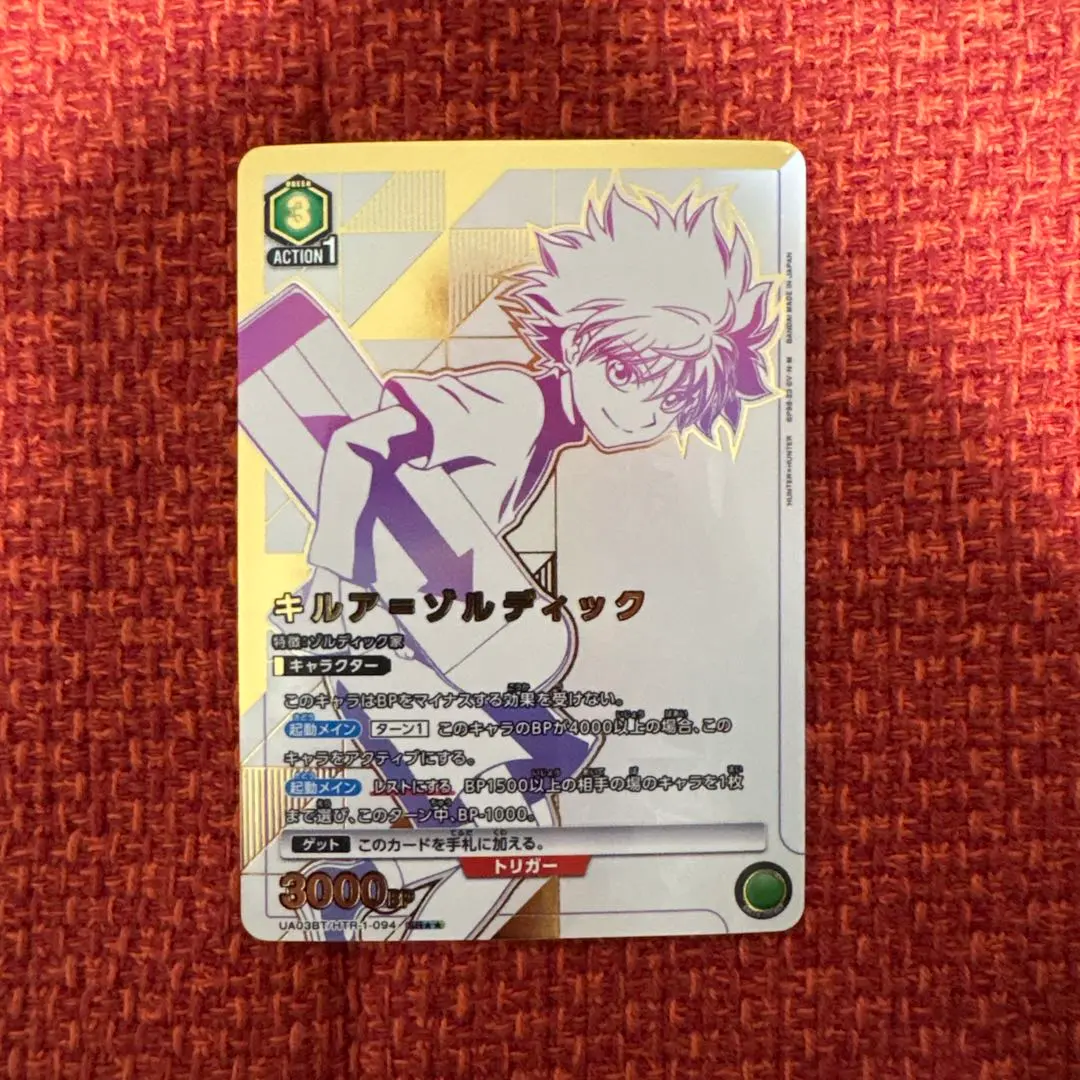 GREEN
3
ACTION1
キルア=ゾルディック
特徴:ゾルディック家
キャラクター
このキャラはBPをマイナスする効果を受けない。
起動メイン ターン1 このキャラのBPが4000以上の場合、この
キャラをアクティブにする。
起動メイン レストにする BP1500以上の相手の場のキャラを1枚
まで選び、このターン中、BP-1000。
ゲット このカードを手札に加える。
トリガー
3000BP
UA03BT/HTR-1-094 SR★★
HUNTER×HUNTER
BANDAI MADE IN JAPAN